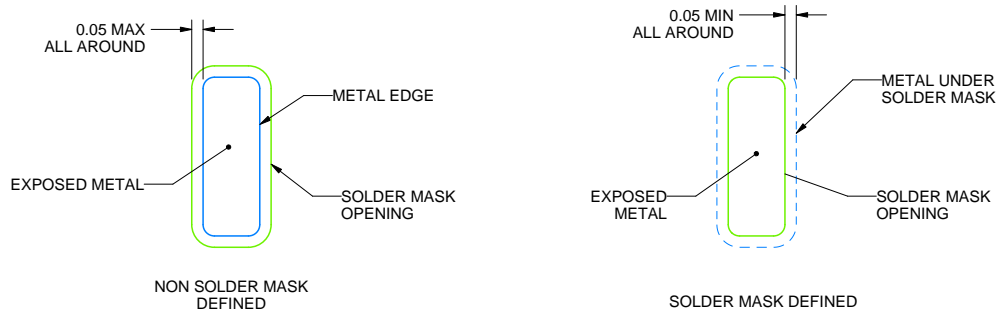 0.05 MAX
ALL AROUND
METAL EDGE
EXPOSED METAL
SOLDER MASK
OPENING
NON SOLDER MASK
DEFINED
0.05 MIN
ALL AROUND
METAL UNDER
SOLDER MASK
EXPOSED
METAL
SOLDER MASK
OPENING
SOLDER MASK DEFINED